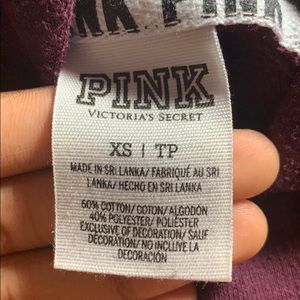 NK PINK
PINK
VICTORIA'S SECRET
XS | TP
MADE IN SRI LANKA/ FABRIQUÉ AU SRI
LANKA/ HECHO EN SRI LANKA
60% COTTON/ COTON/ ALGODÓN
40% POLYESTER/ POLIÉSTER
EXCLUSIVE OF DECORATION/ SAUF
DÉCORATION/ NO INCLUYE LA
DECORACIÓN